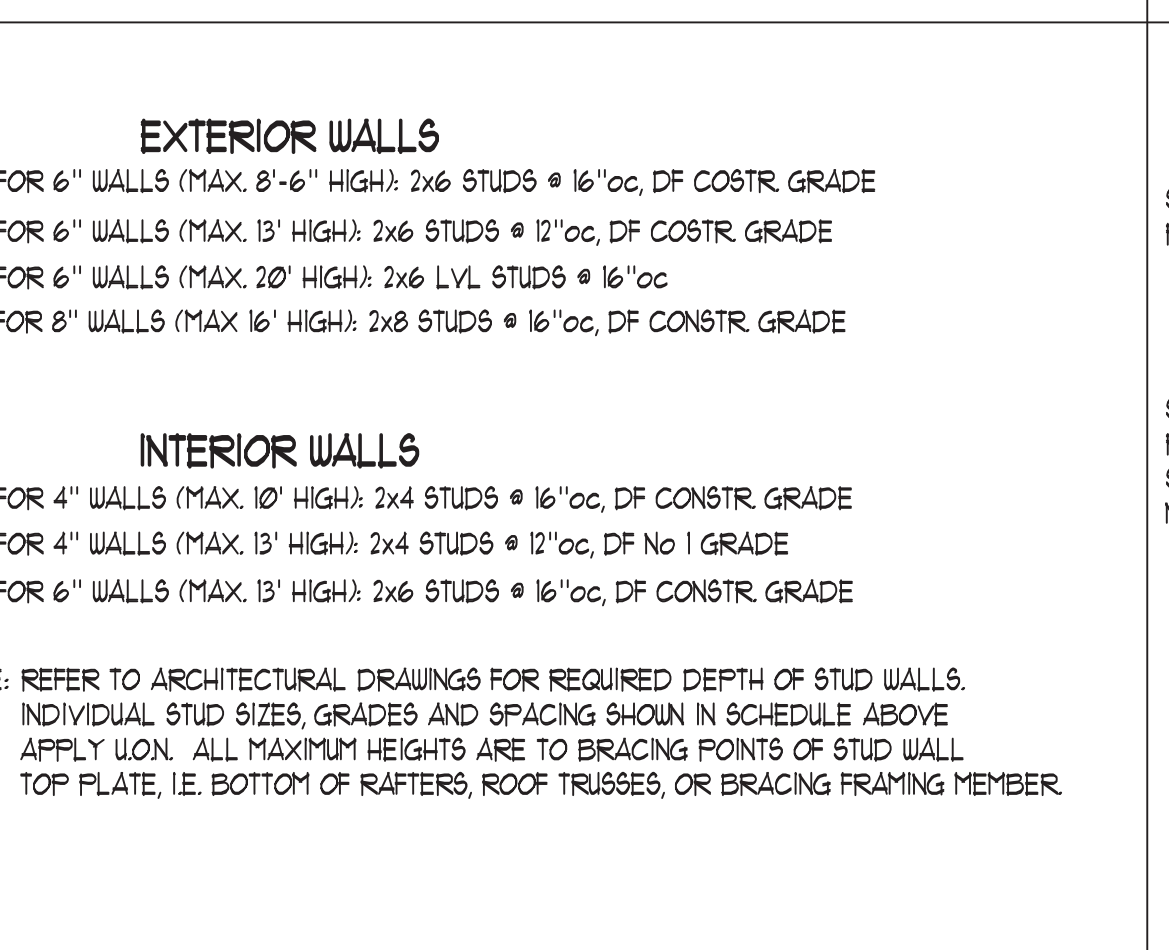 EXTERIOR WALLS
FOR 6" WALLS (MAX. 8'-6" HIGH): 2x6 STUDS @ 16"oc, DF COSTR. GRADE
FOR 6" WALLS (MAX. 13' HIGH): 2x6 STUDS @ 12"oc, DF COSTR. GRADE
FOR 6" WALLS (MAX. 20' HIGH): 2x6 LVL STUDS @ 16"oc
FOR 8" WALLS (MAX 16' HIGH): 2x8 STUDS @ 16"oc, DF CONSTR. GRADE
INTERIOR WALLS
FOR 4" WALLS (MAX. 10' HIGH): 2x4 STUDS @ 16"oc, DF CONSTR. GRADE
FOR 4" WALLS (MAX. 13' HIGH): 2x4 STUDS @ 12"oc, DF No 1 GRADE
FOR 6" WALLS (MAX. 13' HIGH): 2x6 STUDS @ 16"oc, DF CONSTR. GRADE
: REFER TO ARCHITECTURAL DRAWINGS FOR REQUIRED DEPTH OF STUD WALLS.
INDIVIDUAL STUD SIZES, GRADES AND SPACING SHOWN IN SCHEDULE ABOVE
APPLY U.O.N. ALL MAXIMUM HEIGHTS ARE TO BRACING POINTS OF STUD WALL
TOP PLATE, I.E. BOTTOM OF RAFTERS, ROOF TRUSSES, OR BRACING FRAMING MEMBER.